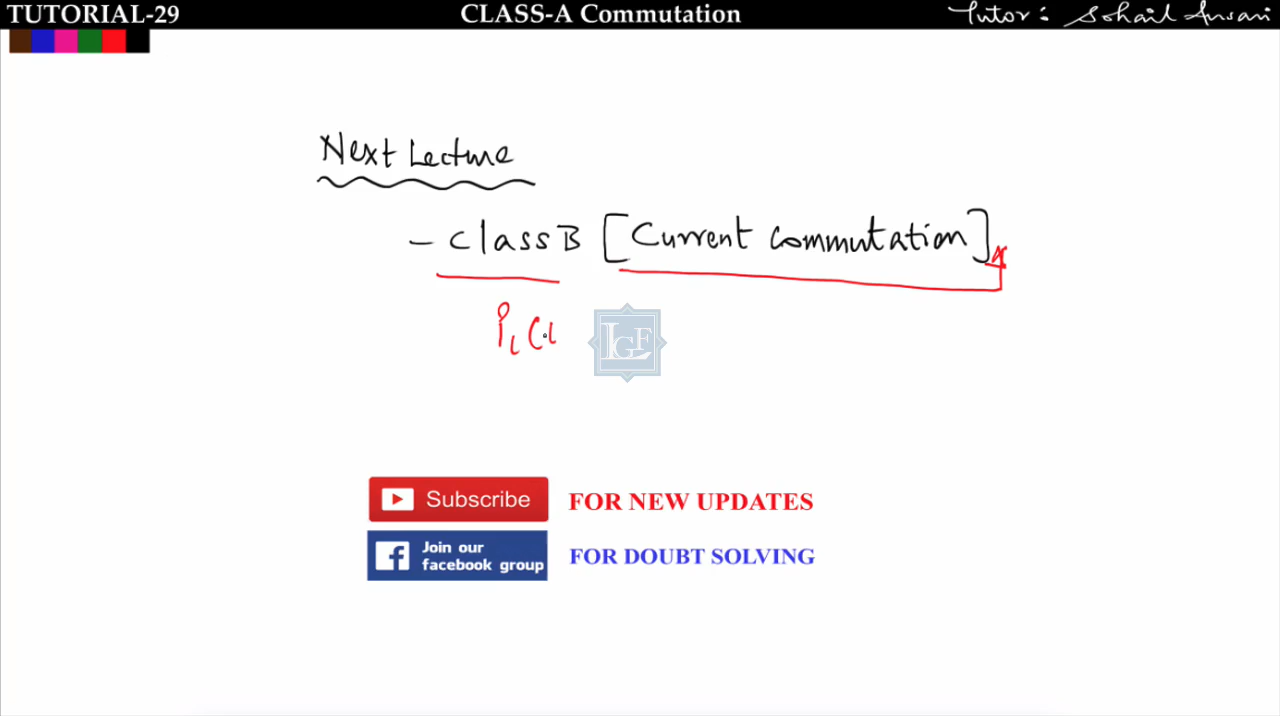 TUTORIAL-29 CLASS-A Commutation Tutor: Sohail Ansari
Next Lecture
- Class B [Current Commutation]
LGF
Subscribe FOR NEW UPDATES
Join our
facebook group FOR DOUBT SOLVING